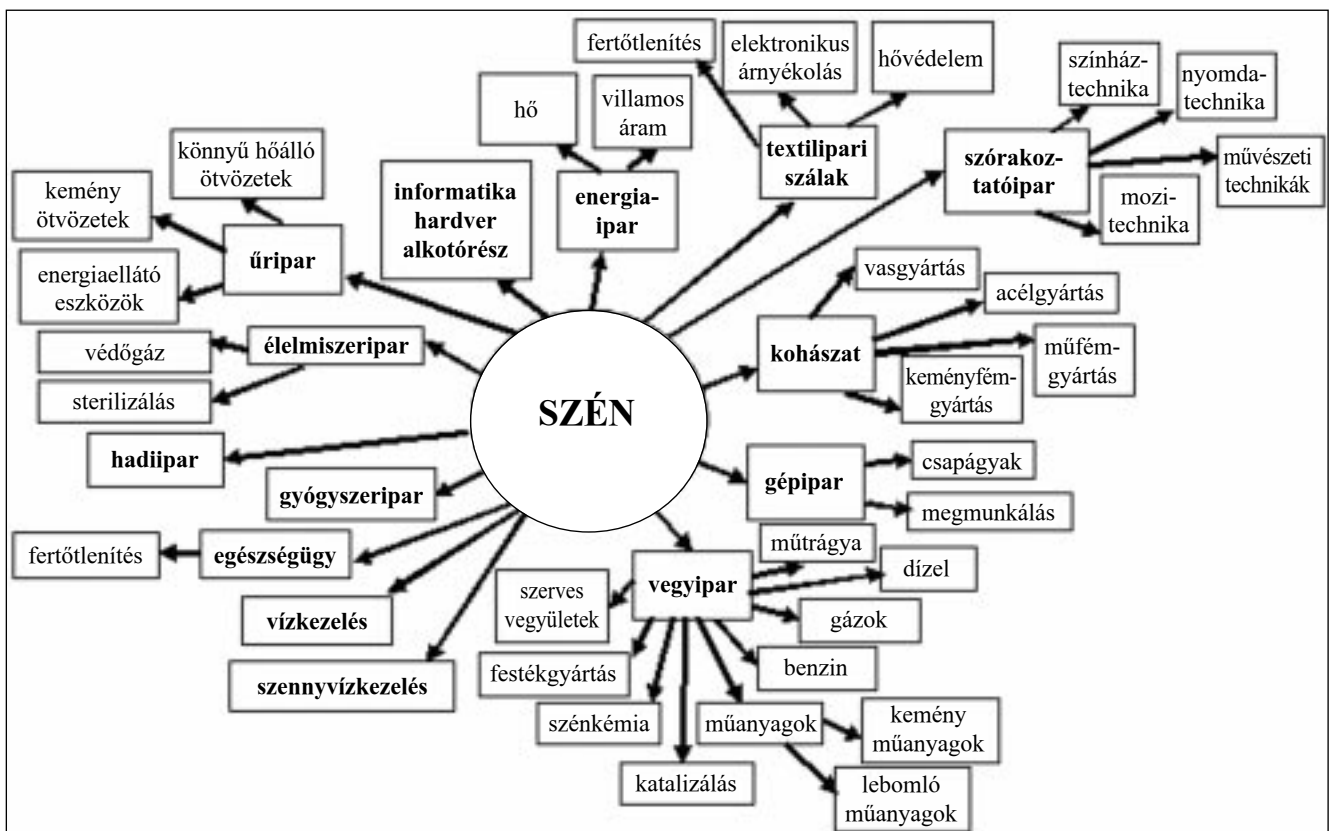 fertőtlenítés
elektronikus
árnyékolás
hővédelem
színház-
technika
nyomda-
technika
hő
villamos
áram
textilipari
szálak
szórakoz-
tatóipar
művészeti
technikák
mozi-
technika
könnyű hőálló
ötvözetek
kemény
ötvözetek
informatika
hardver
alkotórész
energia-
ipar
űripar
energiaellátó
eszközök
vasgyártás
acélgyártás
védőgáz
élelmiszeripar
kohászat
műfém-
gyártás
keményfém-
gyártás
sterilizálás
SZÉN
hadiipar
gyógyszeripar
gépipar
csapágyak
megmunkálás
fertőtlenítés
egészségügy
vízkezelés
szennyvízkezelés
vegyipar
műtrágya
dízel
szerves
vegyületek
gázok
festékgyártás
benzin
szénkémia
műanyagok
kemény
műanyagok
katalizálás
lebomló
műanyagok